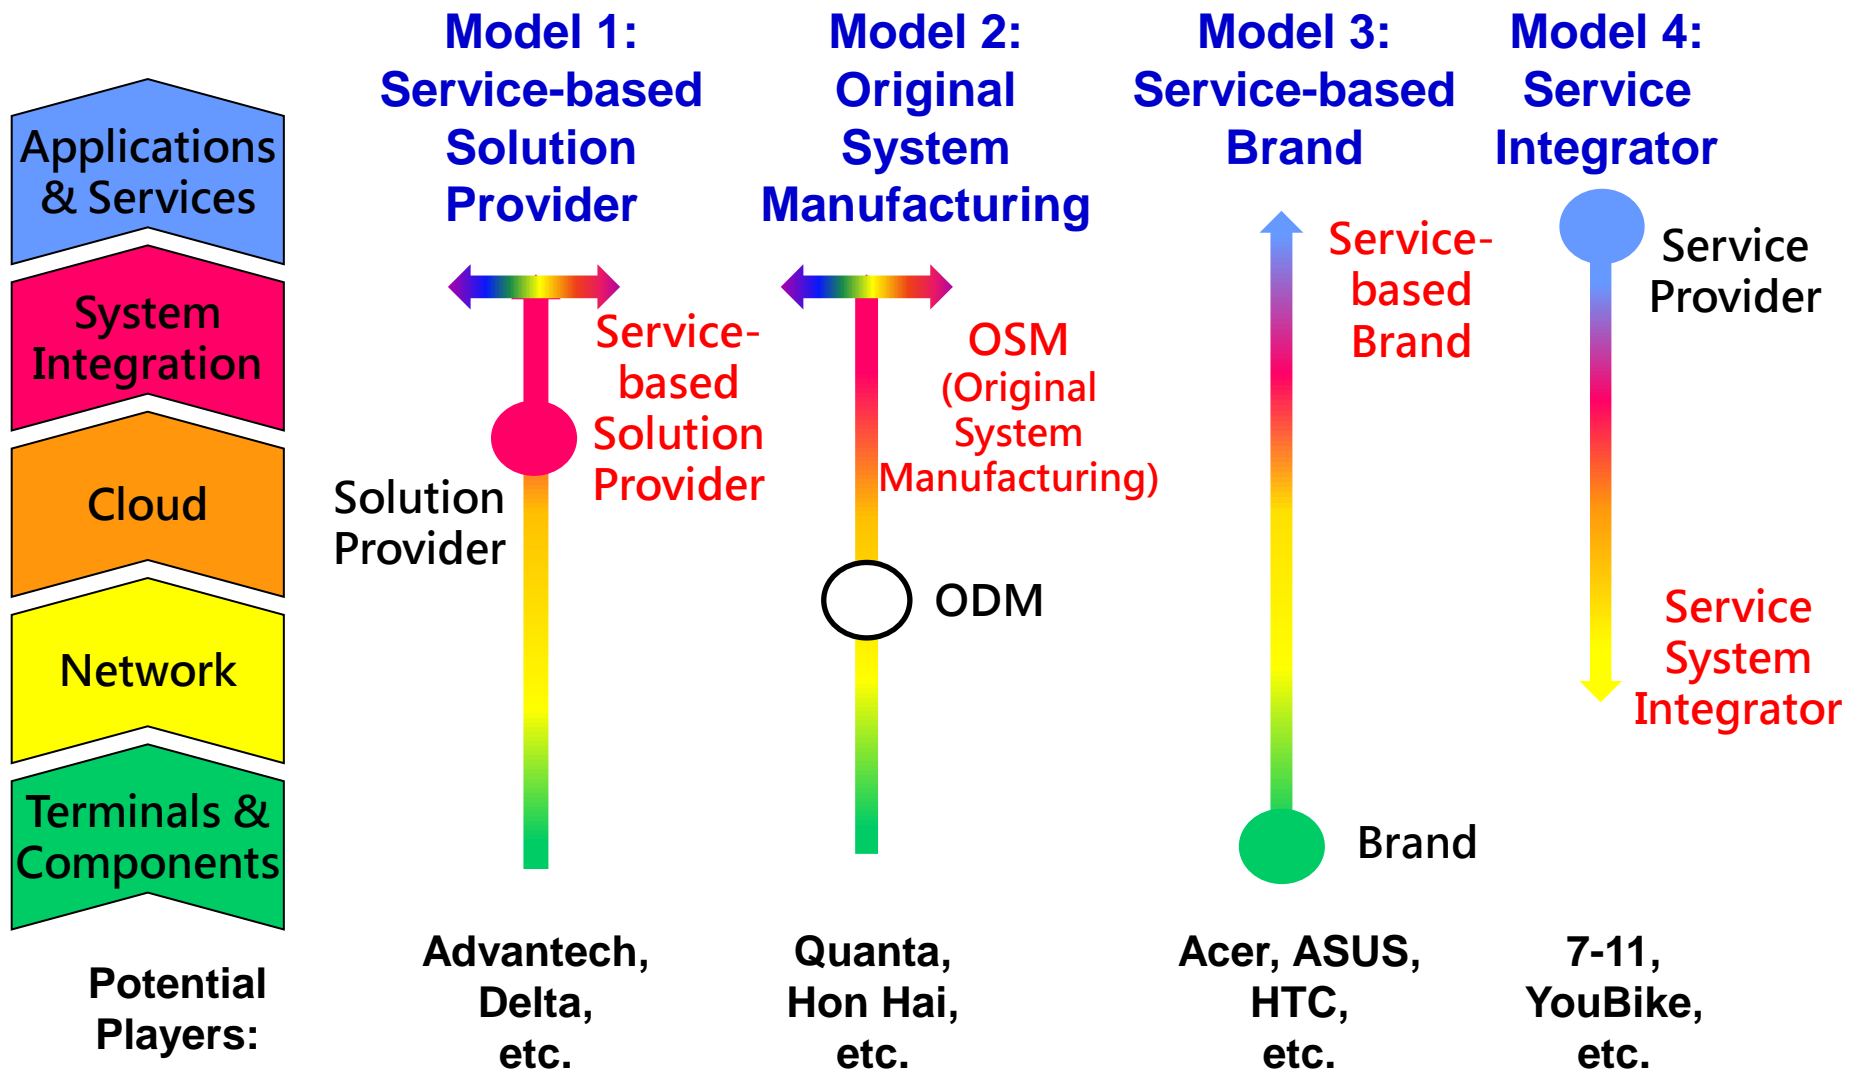 Model 1:
Service-based
Solution
Provider
Model 2:
Original
System
Manufacturing
Model 3:
Service-based
Brand
Model 4:
Service
Integrator
Applications
& Services
System
Integration
Cloud
Network
Terminals &
Components
Service-
based
Solution
Provider
Solution
Provider
OSM
(Original
System
Manufacturing)
ODM
Service-
based
Brand
Brand
Service
Provider
Service
System
Integrator
Potential
Players:
Advantech,
Delta,
etc.
Quanta,
Hon Hai,
etc.
Acer, ASUS,
HTC,
etc.
7-11,
YouBike,
etc.